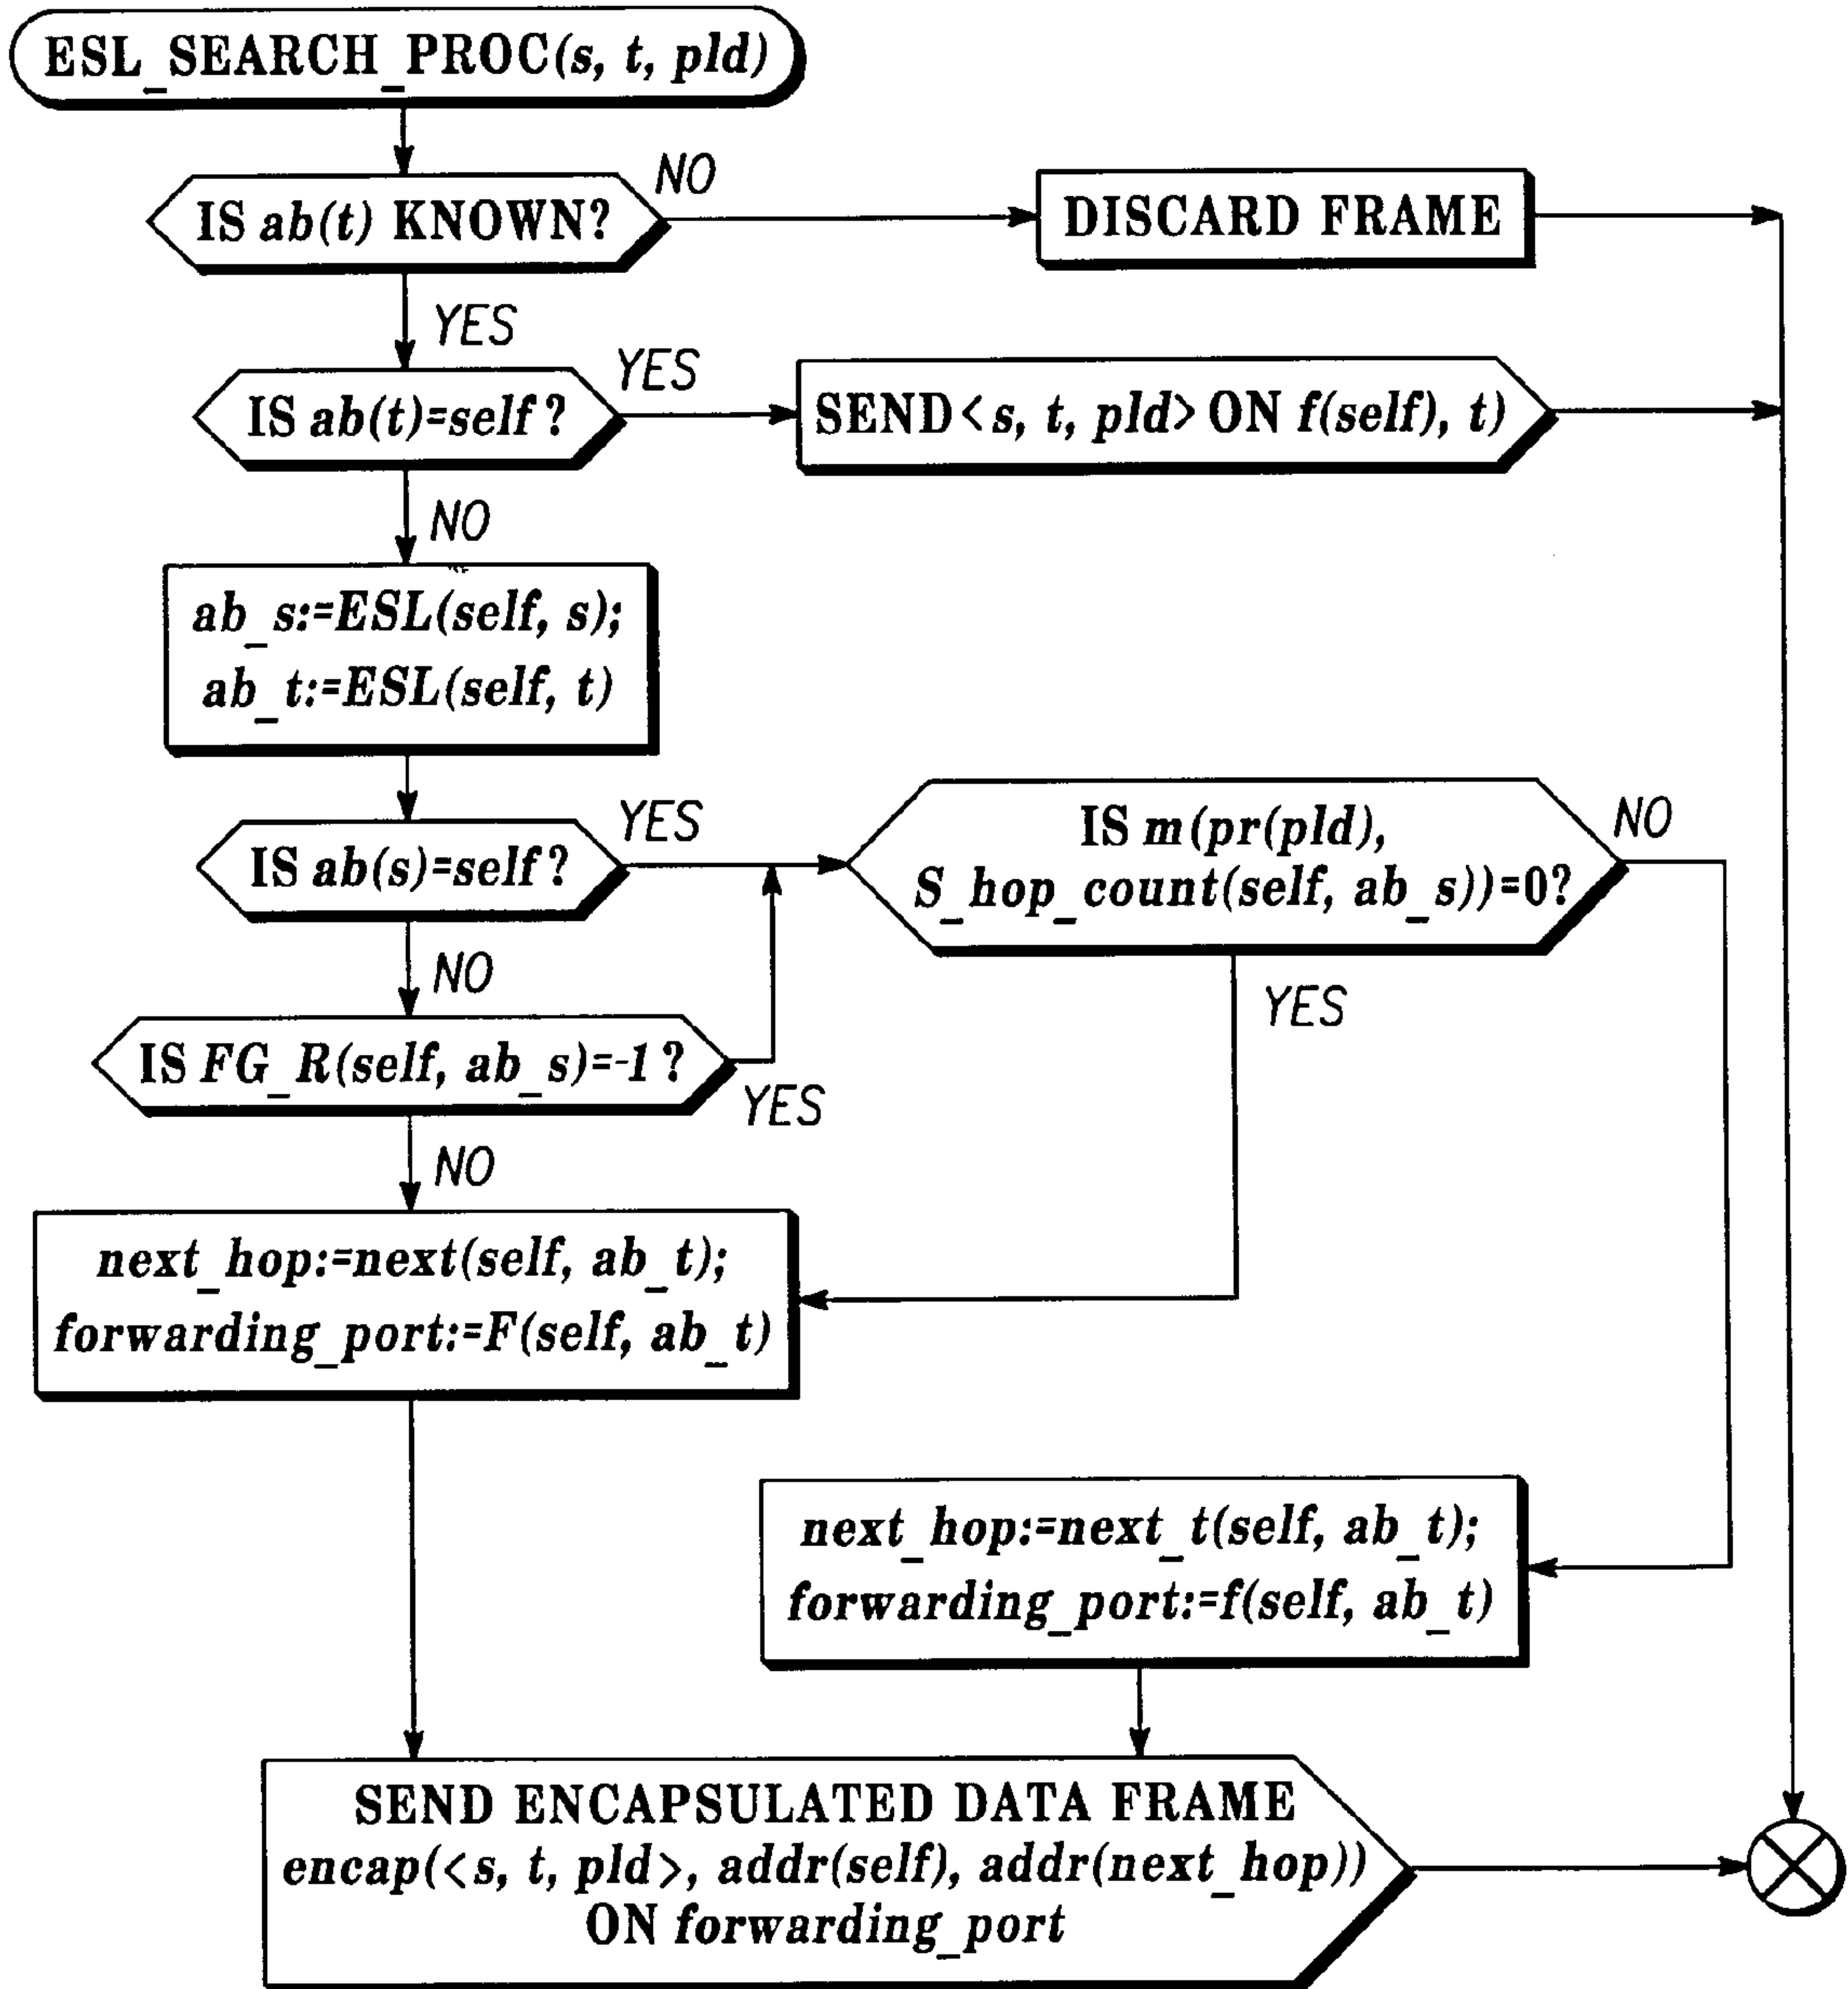 ESL_SEARCH_PROC(s, t, pld)
IS ab(t) KNOWN?
NO
DISCARD FRAME
YES
IS ab(t)=self ?
YES
SEND<s, t, pld> ON f(self), t)
NO
ab_s:=ESL(self, s);
ab_t:=ESL(self, t)
IS ab(s)=self ?
YES
IS m(pr(pld),
S_hop_count(self, ab_s))=0?
NO
NO
YES
IS FG_R(self, ab_s)=-1 ?
YES
NO
next_hop:=next(self, ab_t);
forwarding_port:=F(self, ab_t)
next_hop:=next_t(self, ab_t);
forwarding_port:=f(self, ab_t)
SEND ENCAPSULATED DATA FRAME
encap(<s, t, pld>, addr(self), addr(next_hop))
ON forwarding_port